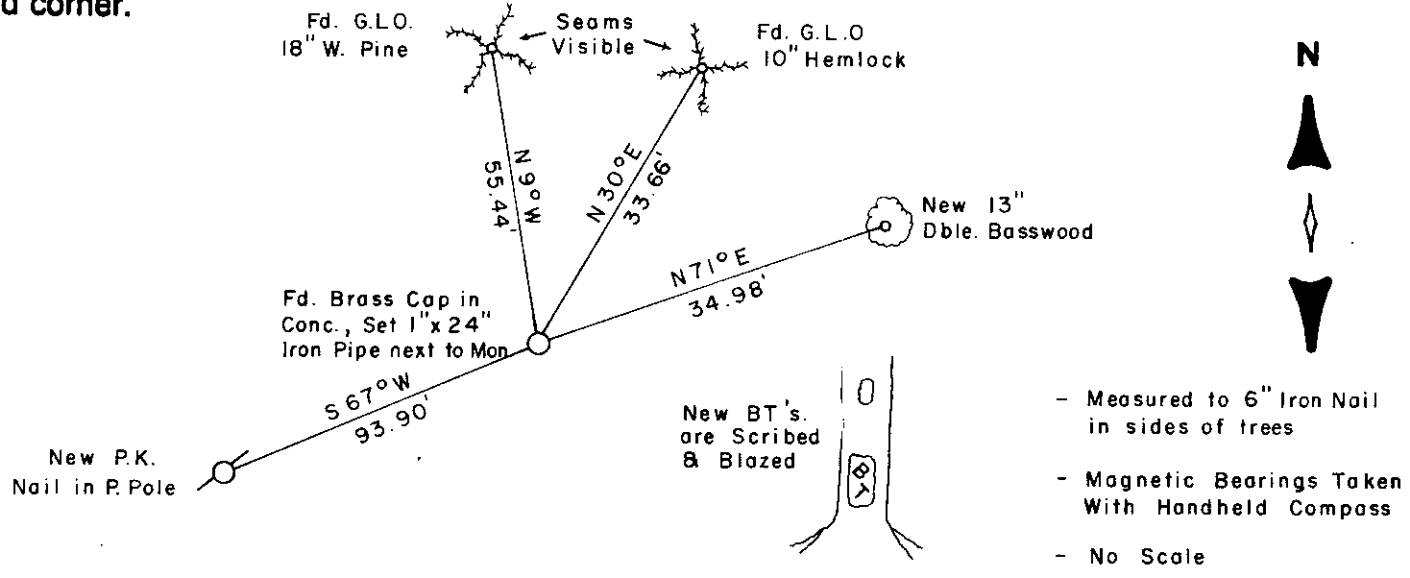 d corner.
Fd. G.L.O.
18" W. Pine
Seams
Visible
Fd. G.L.O
10" Hemlock
N
N 9° W
55.44'
N 30° E
33.66'
New 13"
Dble. Basswood
N 71° E
34.98'
Fd. Brass Cap in
Conc., Set 1" x 24"
Iron Pipe next to Mon
S 67° W
93.90'
New P.K.
Nail in P. Pole
New BT's.
are Scribed
& Blazed
BT
- Measured to 6" Iron Nail
in sides of trees
- Magnetic Bearings Taken
With Handheld Compass
- No Scale